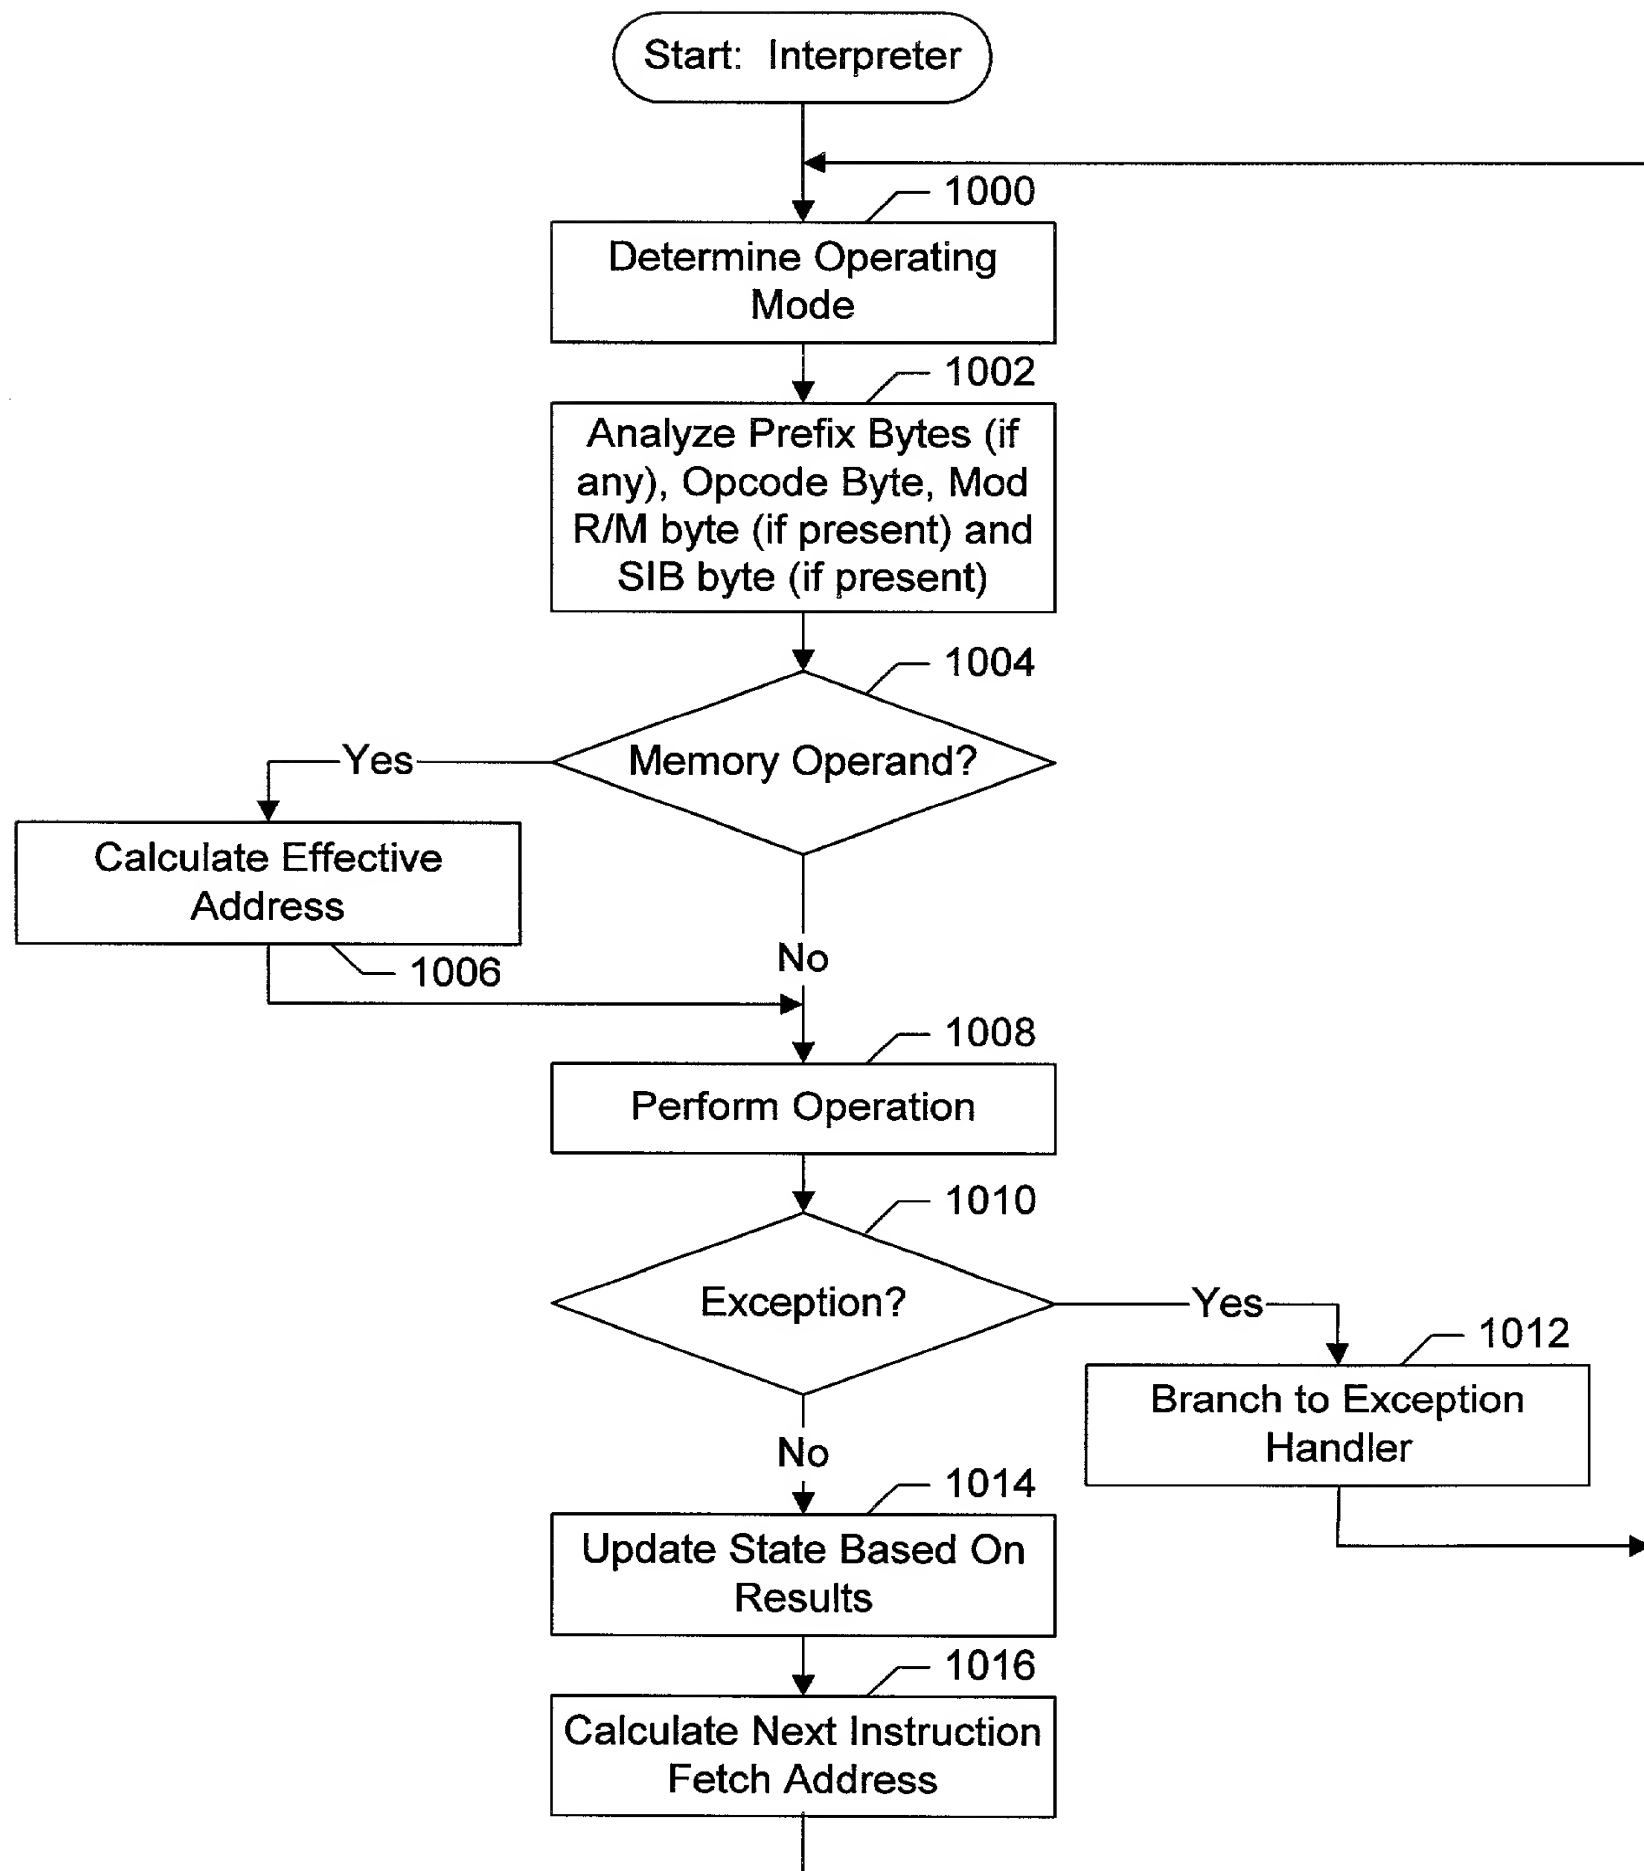 Start: Interpreter
1000
Determine Operating
Mode
1002
Analyze Prefix Bytes (if
any), Opcode Byte, Mod
R/M byte (if present) and
SIB byte (if present)
1004
Memory Operand?
Yes
Calculate Effective
Address
1006
No
1008
Perform Operation
1010
Exception?
Yes
1012
Branch to Exception
Handler
No
1014
Update State Based On
Results
1016
Calculate Next Instruction
Fetch Address